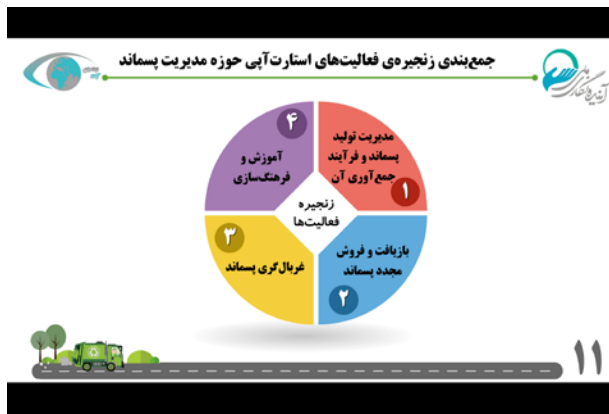 جمع‌بندی زنجیره‌ی فعالیت‌های استارت‌آپی حوزه مدیریت پسماند
مدیریت تولید
پسماند و فرآیند
جمع‌آوری آن
۱
بازیافت و فروش
مجدد پسماند
۲
۳
غربال‌گری پسماند
۴
آموزش و
فرهنگ‌سازی
زنجیره
فعالیت‌ها
۱۱